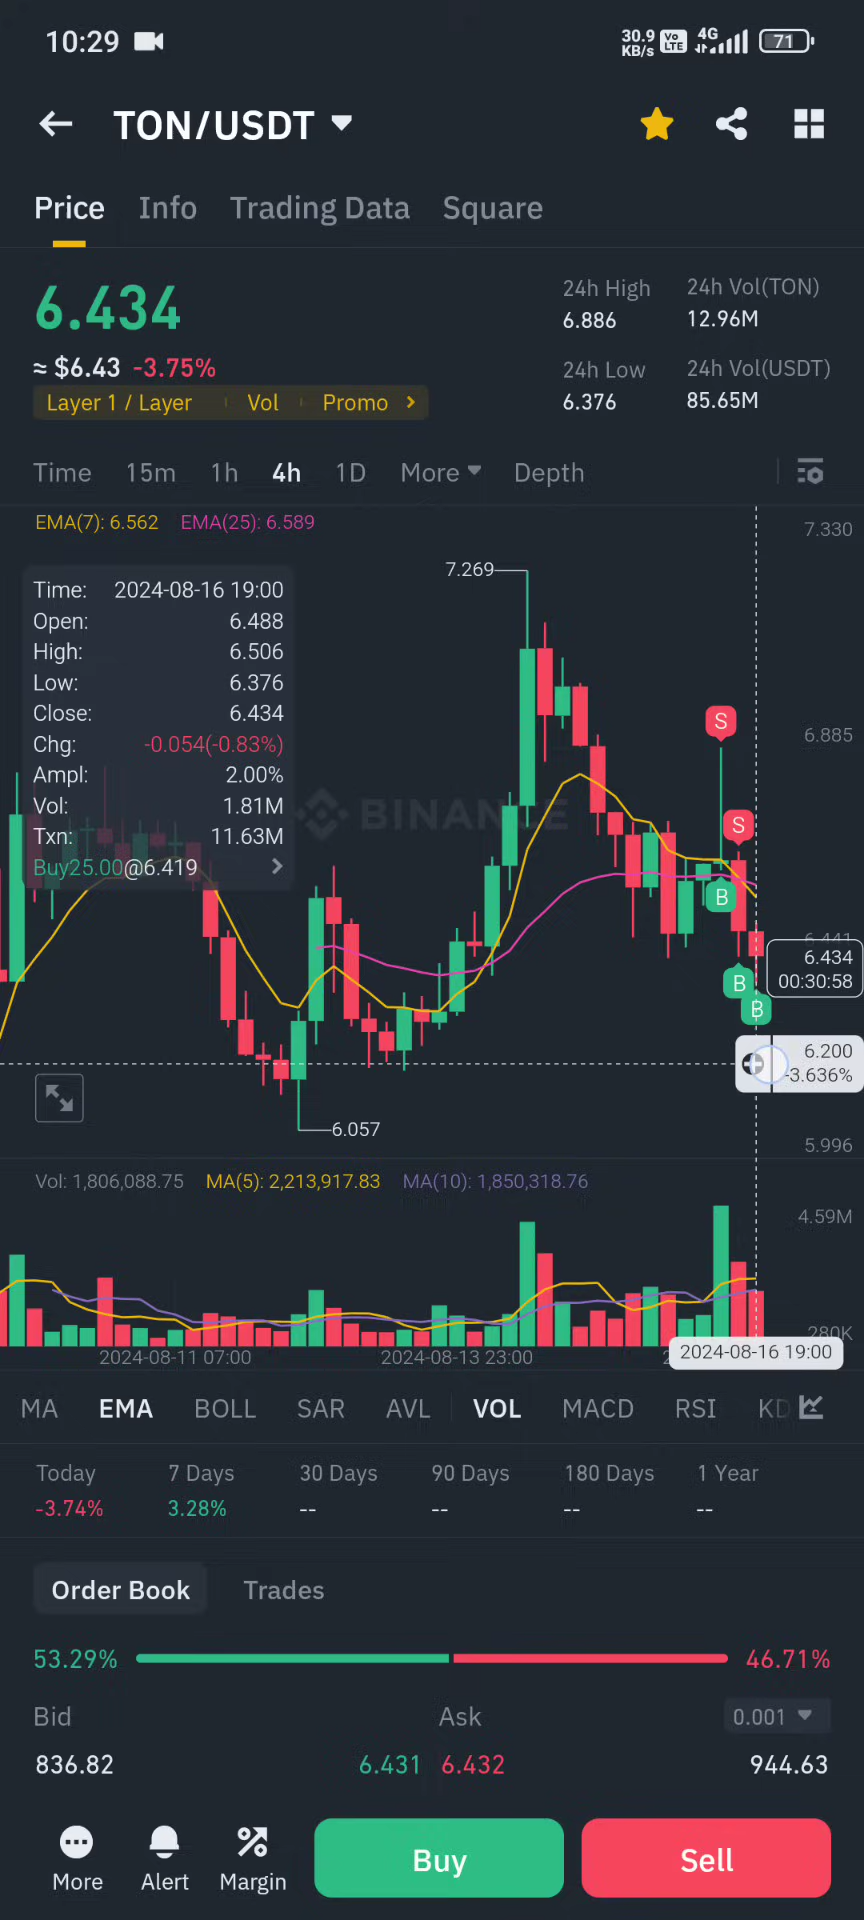 10:29
30.9 KB/s Vo LTE 4G 71
TON/USDT
Price Info Trading Data Square
6.434
≈ $6.43 -3.75%
Layer 1 / Layer Vol Promo
24h High 24h Vol(TON)
6.886 12.96M
24h Low 24h Vol(USDT)
6.376 85.65M
Time 15m 1h 4h 1D More Depth
EMA(7): 6.562 EMA(25): 6.589
7.330
7.269
Time: 2024-08-16 19:00
Open: 6.488
High: 6.506
Low: 6.376
Close: 6.434
Chg: -0.054(-0.83%)
Ampl: 2.00%
Vol: 1.81M
Txn: 11.63M
Buy25.00@6.419
BINANCE
S
6.885
S
B
6.441
6.434
00:30:58
B
B
6.200
-3.636%
6.057
5.996
Vol: 1,806,088.75 MA(5): 2,213,917.83 MA(10): 1,850,318.76
4.59M
280K
2024-08-11 07:00 2024-08-13 23:00 2024-08-16 19:00
MA EMA BOLL SAR AVL VOL MACD RSI KD
Today 7 Days 30 Days 90 Days 180 Days 1 Year
-3.74% 3.28% -- -- -- --
Order Book Trades
53.29% 46.71%
Bid Ask 0.001
836.82 6.431 6.432 944.63
More Alert Margin Buy Sell